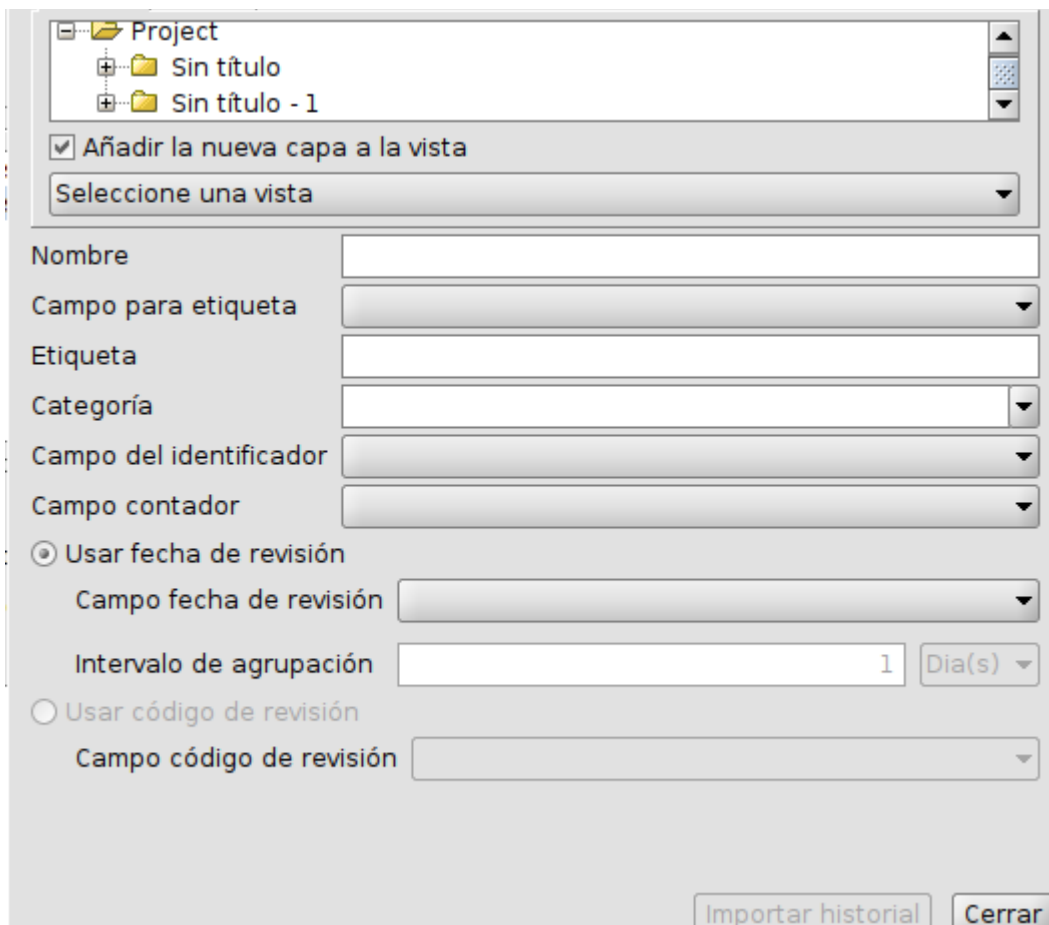 Project
Sin título
Sin título - 1
Añadir la nueva capa a la vista
Seleccione una vista
Nombre
Campo para etiqueta
Etiqueta
Categoría
Campo del identificador
Campo contador
Usar fecha de revisión
Campo fecha de revisión
Intervalo de agrupación 1 Dia(s)
Usar código de revisión
Campo código de revisión
Importar historial Cerrar